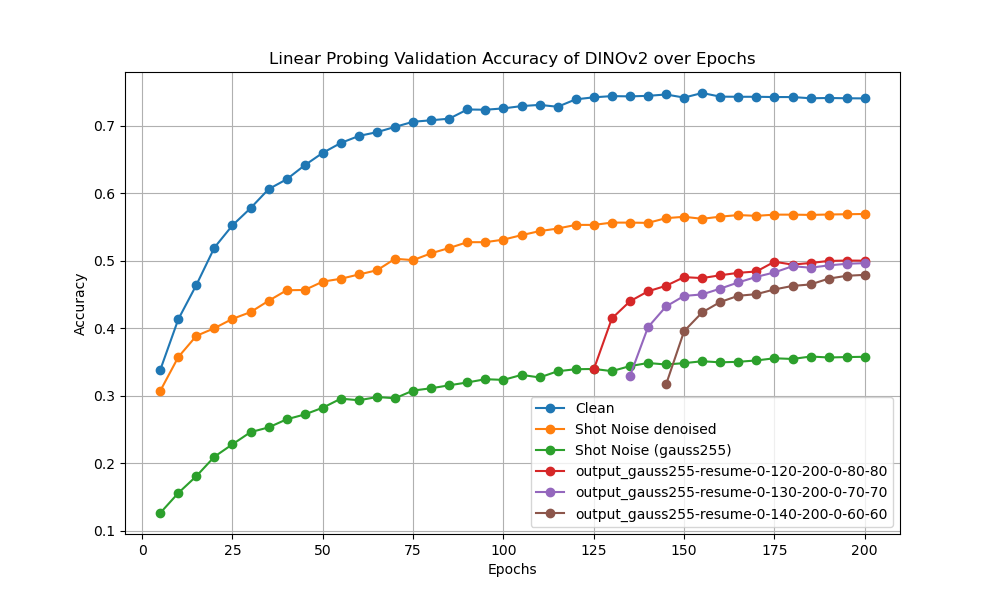 Linear Probing Validation Accuracy of DINOv2 over Epochs
Accuracy
0.7
0.6
0.5
0.4
0.3
0.2
0.1
Clean
Shot Noise denoised
Shot Noise (gauss255)
output_gauss255-resume-0-120-200-0-80-80
output_gauss255-resume-0-130-200-0-70-70
output_gauss255-resume-0-140-200-0-60-60
0 25 50 75 100 125 150 175 200
Epochs